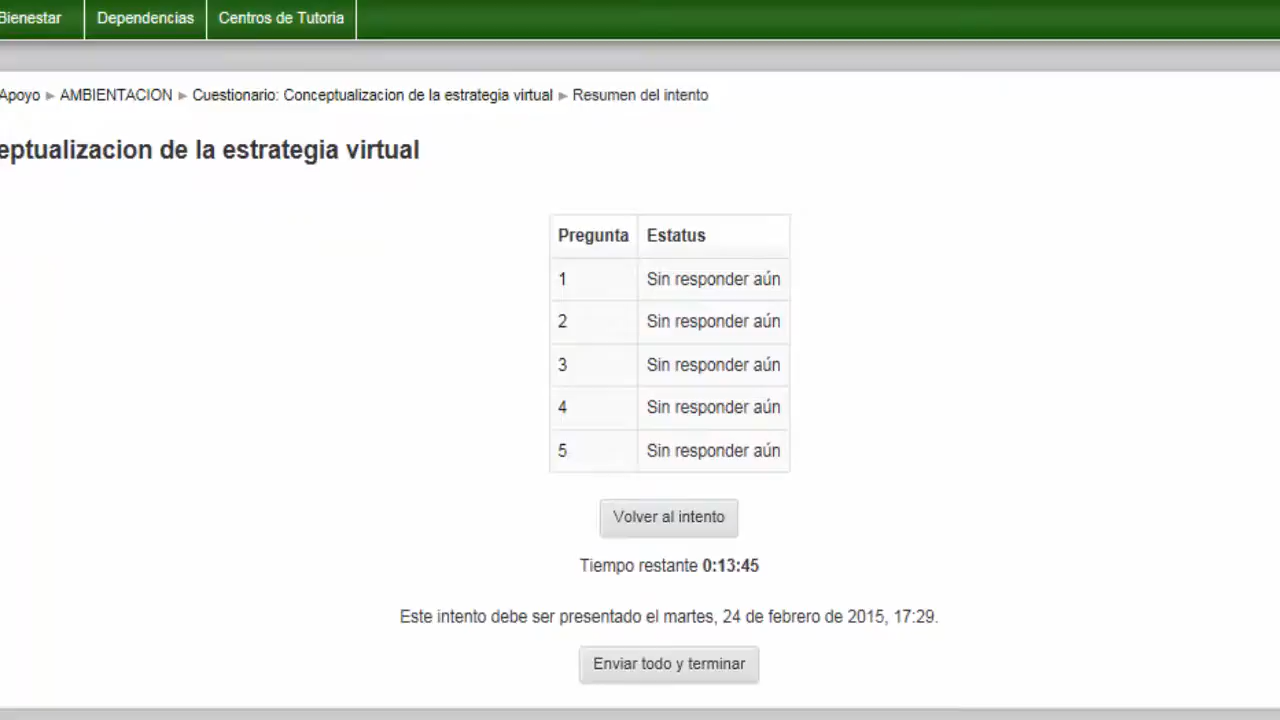 Bienestar Dependencias Centros de Tutoria
Apoyo ► AMBIENTACION ► Cuestionario: Conceptualizacion de la estrategia virtual ► Resumen del intento
eptualizacion de la estrategia virtual
Pregunta Estatus
1 Sin responder aún
2 Sin responder aún
3 Sin responder aún
4 Sin responder aún
5 Sin responder aún
Volver al intento
Tiempo restante 0:13:45
Este intento debe ser presentado el martes, 24 de febrero de 2015, 17:29.
Enviar todo y terminar